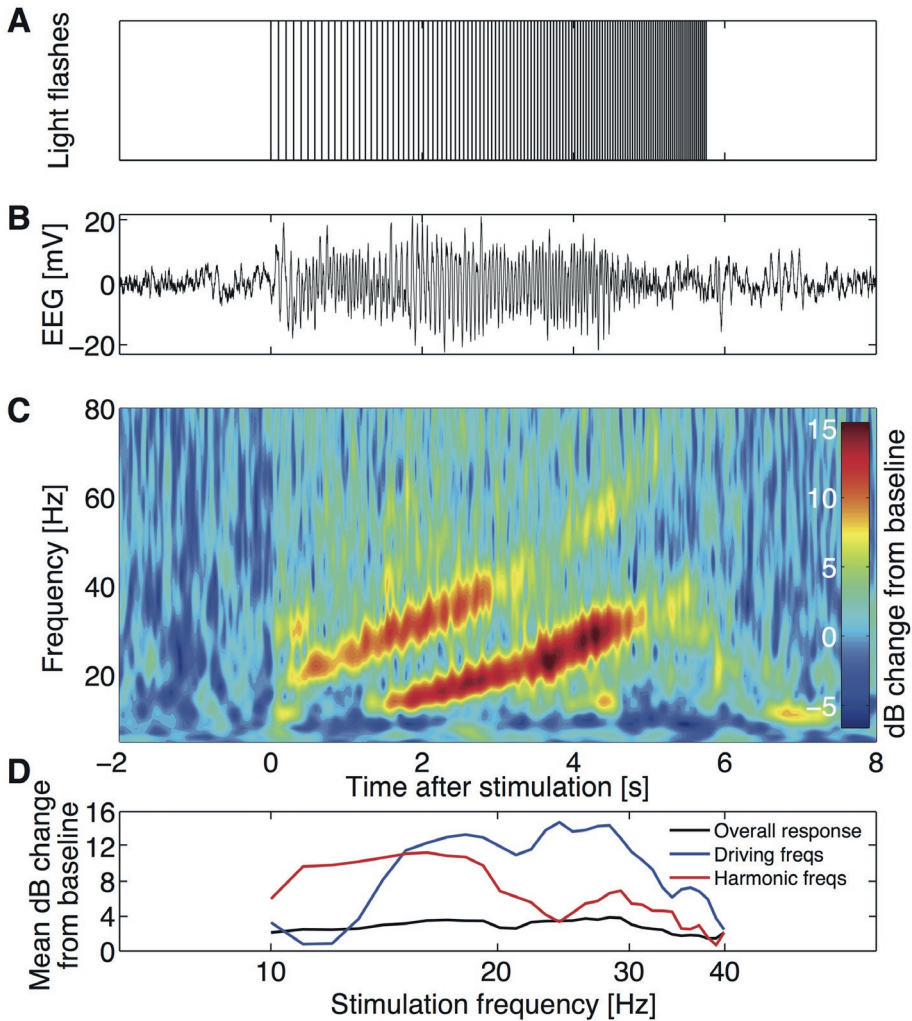 A
Light flashes
B
EEG [mV]
20
0
−20
C
Frequency [Hz]
80
60
40
20
15
10
5
0
−5
dB change from baseline
−2
0
2
4
6
8
Time after stimulation [s]
D
Mean dB change
from baseline
16
12
8
4
0
Overall response
Driving freqs
Harmonic freqs
10
20
30
40
Stimulation frequency [Hz]